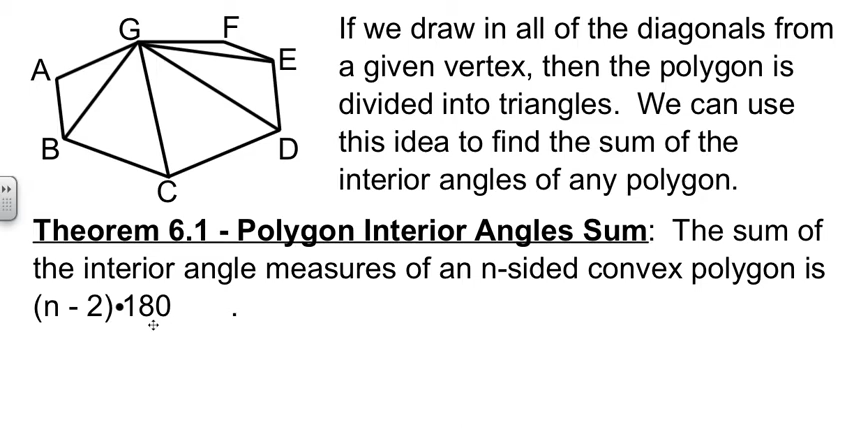 G
F
A
E
B
D
C
If we draw in all of the diagonals from
a given vertex, then the polygon is
divided into triangles.  We can use
this idea to find the sum of the
interior angles of any polygon.
Theorem 6.1 - Polygon Interior Angles Sum:  The sum of
the interior angle measures of an n-sided convex polygon is
(n - 2)•180 .